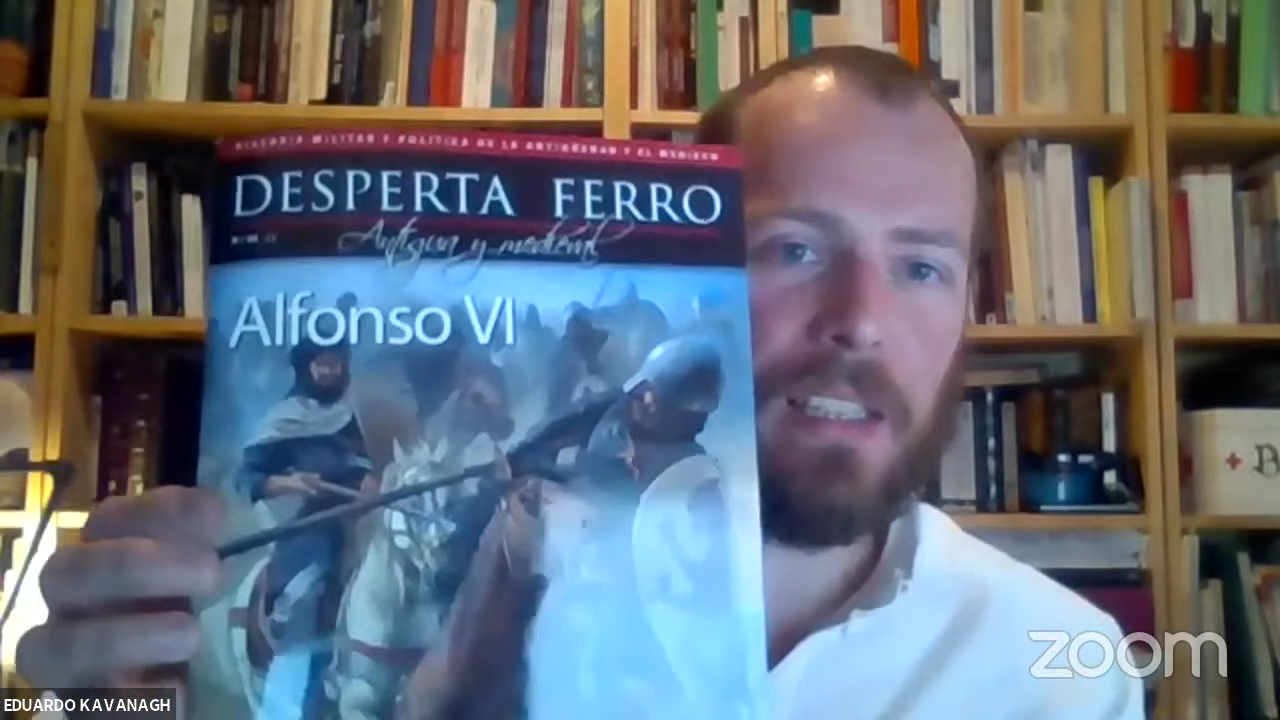 HISTORIA MILITAR Y POLÍTICA DE LA ANTIGÜEDAD Y EL MEDIEVO
DESPERTA FERRO
Antigua y medieval
Alfonso VI
zoom
EDUARDO KAVANAGH